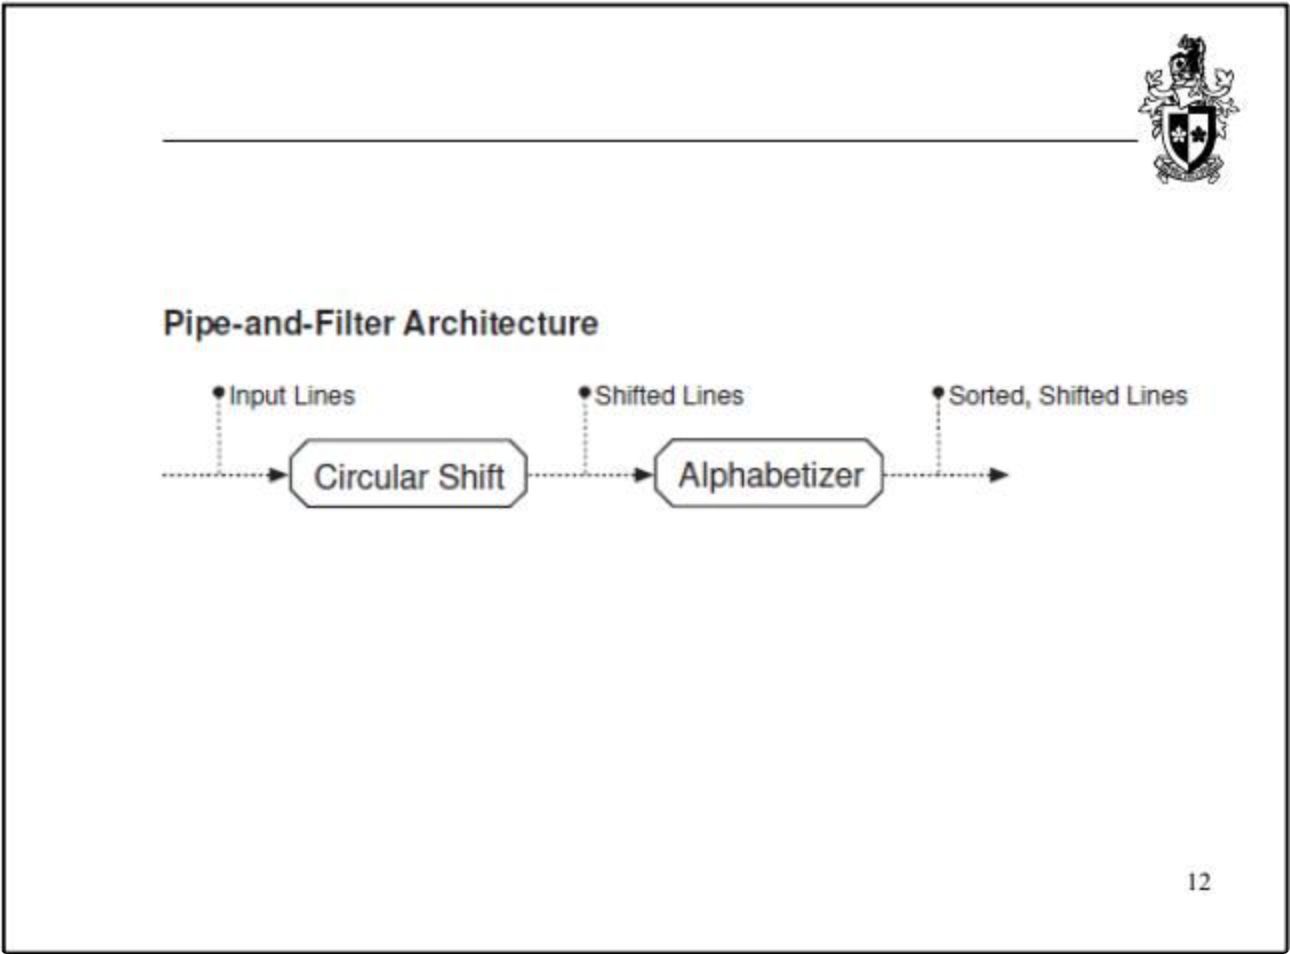 Pipe-and-Filter Architecture
Input Lines
Shifted Lines
Sorted, Shifted Lines
Circular Shift
Alphabetizer
12